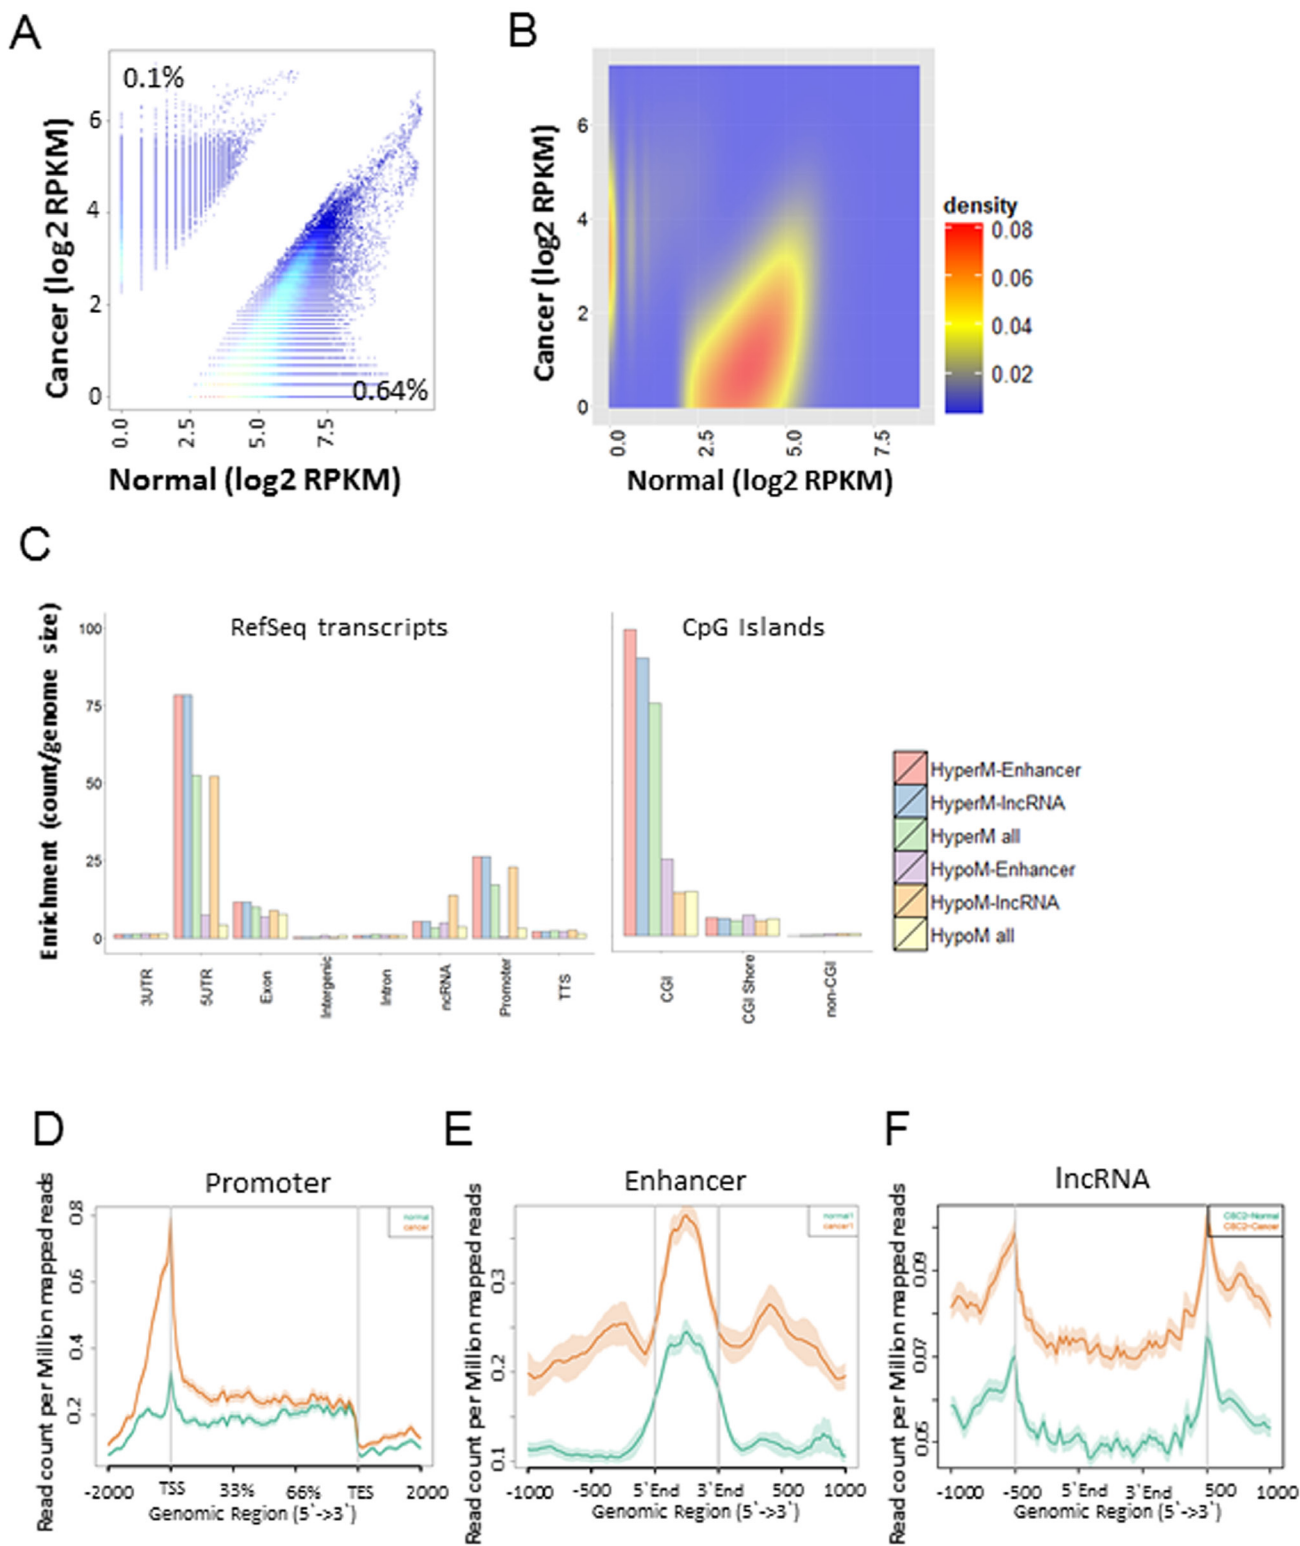 A
0.1%
6
4
2
0
0.64%
Cancer (log2 RPKM)
0.0
2.5
5.0
7.5
Normal (log2 RPKM)
B
6
4
2
0
Cancer (log2 RPKM)
0.0
2.5
5.0
7.5
Normal (log2 RPKM)
density
0.08
0.06
0.04
0.02
C
Enrichment (count/genome size)
RefSeq transcripts
100
75
50
25
0
3UTR
5UTR
Exon
Intergenic
Intron
ncRNA
Promoter
TTS
CpG Islands
CGI
CGI Shore
non-CGI
HyperM-Enhancer
HyperM-lncRNA
HyperM all
HypoM-Enhancer
HypoM-lncRNA
HypoM all
D
Promoter
Read count per Million mapped reads
0.8
0.6
0.4
0.2
normal
cancer
-2000
TSS
33%
66%
TES
2000
Genomic Region (5`->3`)
E
Enhancer
Read count per Million mapped reads
0.3
0.2
0.1
normal1
cancer1
-1000
-500
5`End
3`End
500
1000
Genomic Region (5`->3`)
F
lncRNA
Read count per Million mapped reads
0.09
0.07
0.05
CBC2-Normal
CBC2-Cancer
-1000
-500
5`End
3`End
500
1000
Genomic Region (5`->3`)